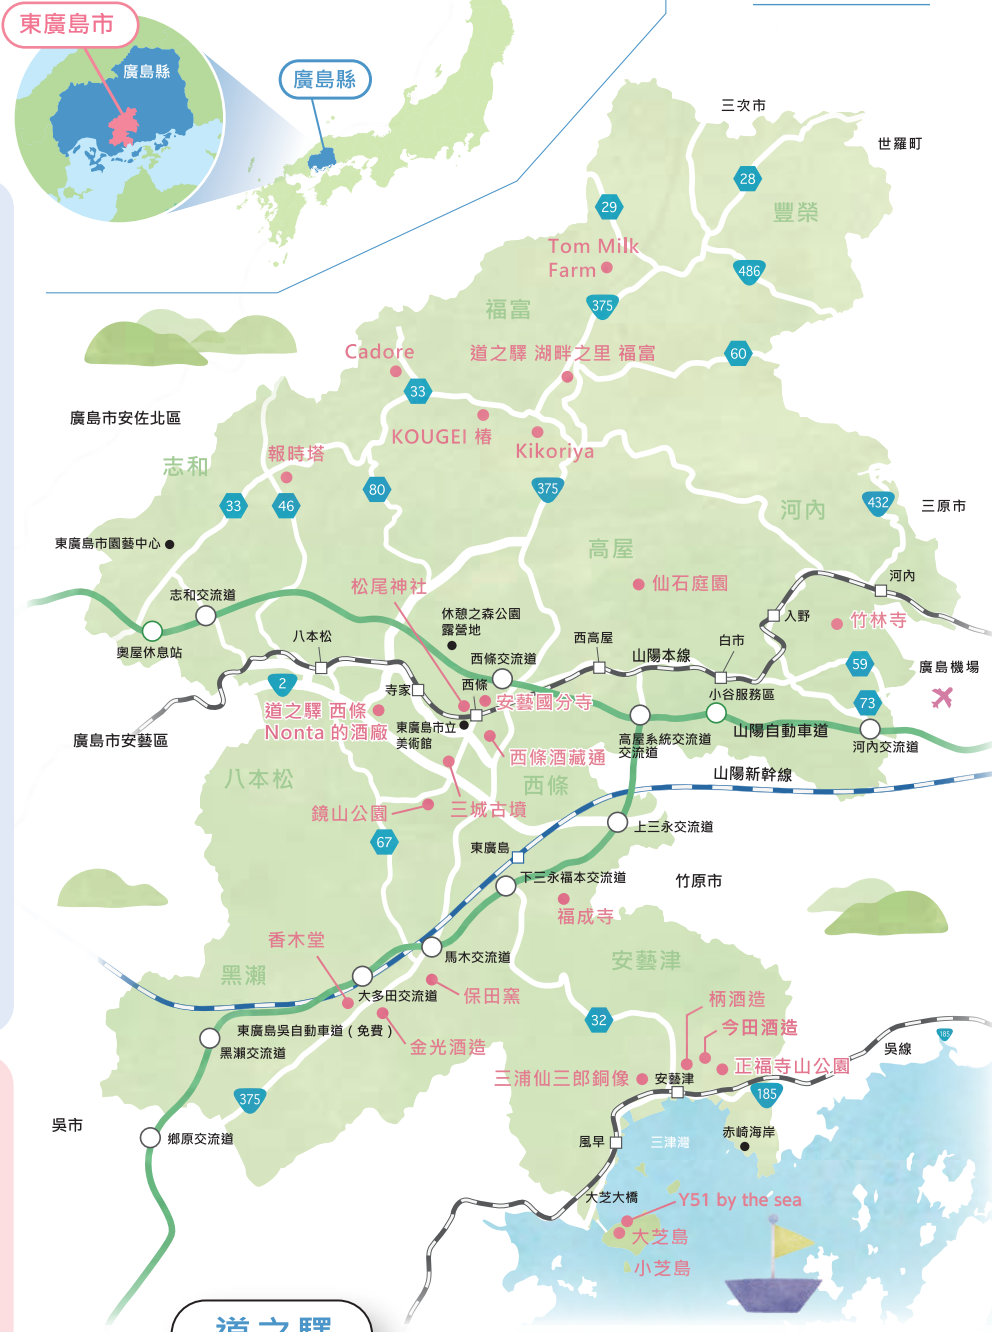 東廣島市
廣島縣
廣島縣
三次市
世羅町
28
29
豐榮
Tom Milk
Farm
486
375
福富
60
Cadore
道之驛 湖畔之里 福富
33
廣島市安佐北區
KOUGEI 椿
Kikoriya
報時塔
志和
80
375
33
46
432
三原市
河內
東廣島市園藝中心
高屋
松尾神社
仙石庭園
河內
志和交流道
休憩之森公園
露營地
入野
竹林寺
八本松
西高屋
白市
奧屋休息站
西條交流道
山陽本線
59
廣島機場
2
寺家
西條
安藝國分寺
小谷服務區
73
道之驛 西條
Nonta 的酒廠
東廣島市立
美術館
山陽自動車道
廣島市安藝區
高屋系統交流道
交流道
河內交流道
西條酒藏通
八本松
西條
山陽新幹線
鏡山公園
三城古墳
67
上三永交流道
東廣島
下三永福本交流道
竹原市
福成寺
香木堂
馬木交流道
安藝津
黑瀨
大多田交流道
保田窯
柄酒造
東廣島吳自動車道（免費）
32
今田酒造
黑瀨交流道
金光酒造
185
吳線
正福寺山公園
三浦仙三郎銅像
安藝津
375
185
吳市
鄉原交流道
風早
三津灣
赤崎海岸
大芝大橋
Y51 by the sea
大芝島
小芝島
道之驛